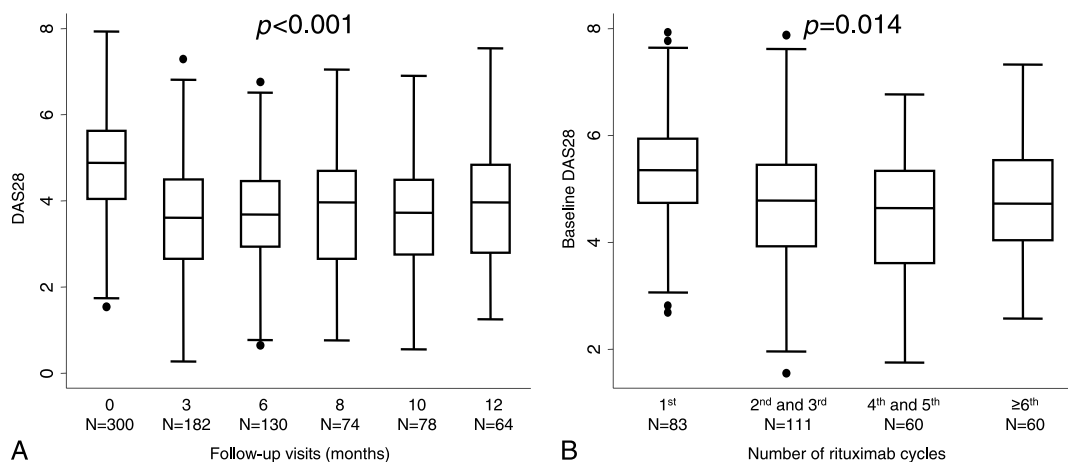 p<0.001
DAS28
8
6
4
2
0
0 3 6 8 10 12
N=300 N=182 N=130 N=74 N=78 N=64
A Follow-up visits (months)
p=0.014
Baseline DAS28
8
6
4
2
1st 2nd and 3rd 4th and 5th ≥6th
N=83 N=111 N=60 N=60
B Number of rituximab cycles